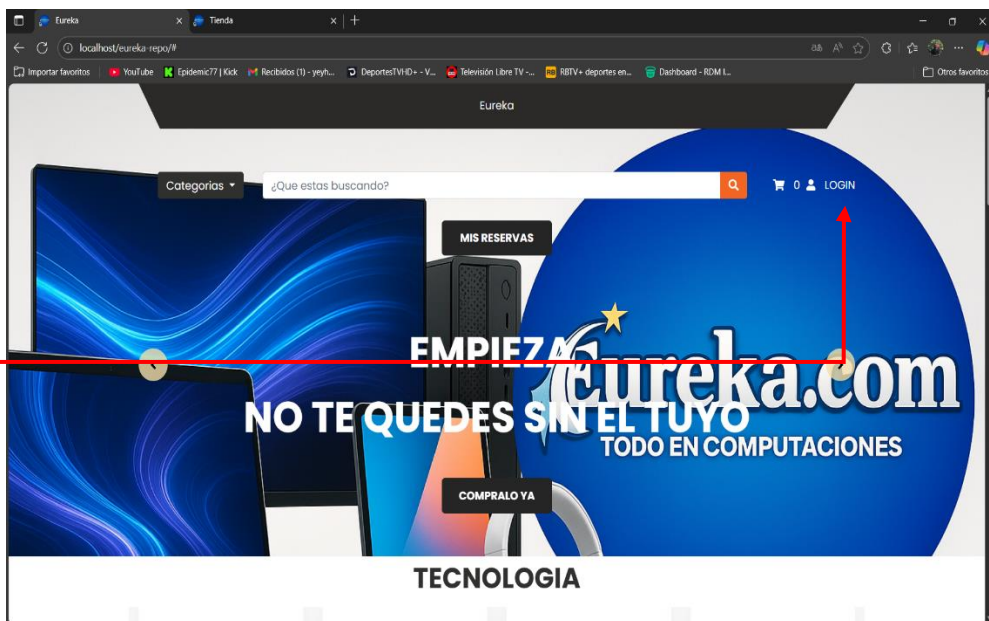 Eureka
Tienda
localhost/eureka-repo/#
Importar favoritos
YouTube
Epidemic77 | Kick
Recibidos (1) - yeyh...
DeportesTVHD+ - V...
Televisión Libre TV -...
RBTV+ deportes en...
Dashboard - RDM I...
Otros favoritos
Eureka
Categorias
¿Que estas buscando?
0
LOGIN
MIS RESERVAS
EMPIEZA
Eureka.com
NO TE QUEDES SIN EL TUYO
TODO EN COMPUTACIONES
COMPRALO YA
TECNOLOGIA